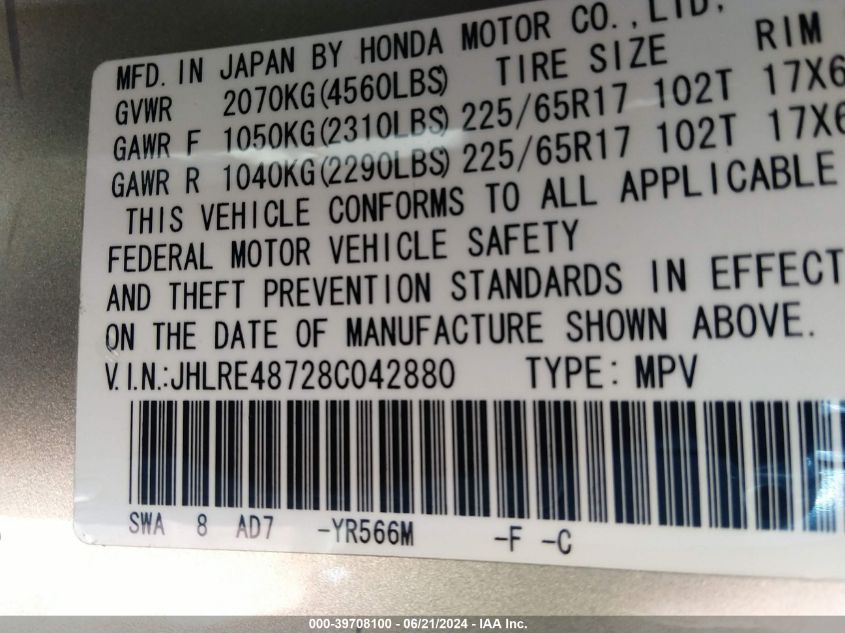 MFD. IN JAPAN BY HONDA MOTOR CO., LTD.
GVWR 2070KG(4560LBS) TIRE SIZE RIM
GAWR F 1050KG(2310LBS) 225/65R17 102T 17X6
GAWR R 1040KG(2290LBS) 225/65R17 102T 17X6
THIS VEHICLE CONFORMS TO ALL APPLICABLE
FEDERAL MOTOR VEHICLE SAFETY
AND THEFT PREVENTION STANDARDS IN EFFECT
ON THE DATE OF MANUFACTURE SHOWN ABOVE.
V.I.N.:JHLRE48728C042880 TYPE: MPV
SWA 8 AD7 -YR566M -F -C
000-39708100 - 06/21/2024 - IAA Inc.